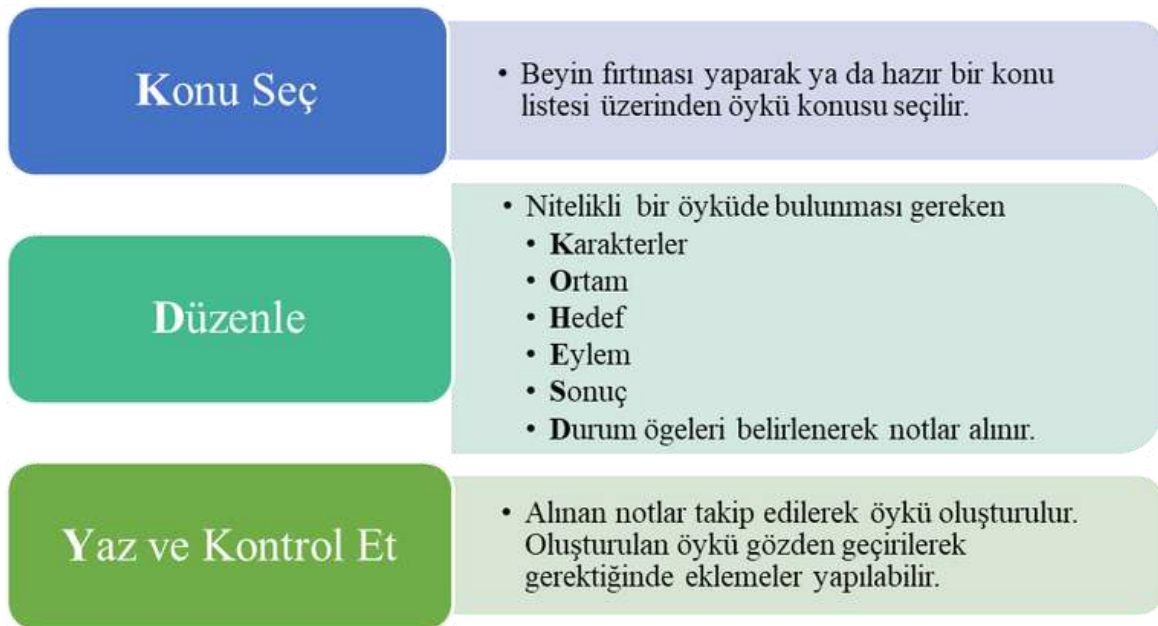 Konu Seç
• Beyin fırtınası yaparak ya da hazır bir konu
listesi üzerinden öykü konusu seçilir.
Düzenle
• Nitelikli bir öyküde bulunması gereken
• Karakterler
• Ortam
• Hedef
• Eylem
• Sonuç
• Durum ögeleri belirlenerek notlar alınır.
Yaz ve Kontrol Et
• Alınan notlar takip edilerek öykü oluşturulur.
Oluşturulan öykü gözden geçirilerek
gerektiğinde eklemeler yapılabilir.